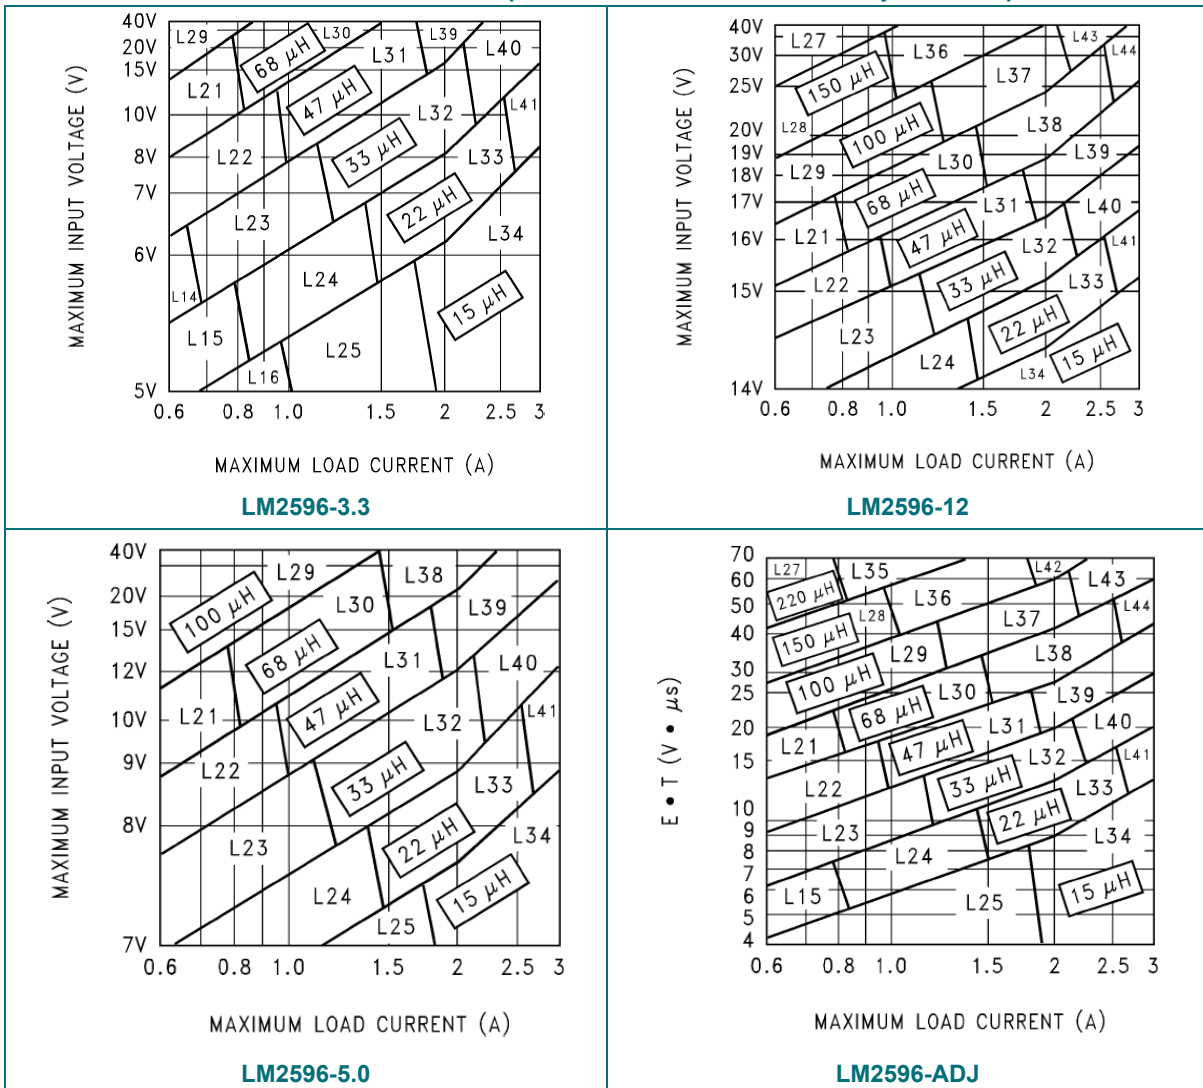 40V
20V
15V
10V
8V
7V
6V
5V
MAXIMUM INPUT VOLTAGE (V)
L29
68 μH
L30
L31
L39
L40
L21
47 μH
L41
L32
L22
33 μH
L33
22 μH
L23
L34
L24
L14
15 μH
L15
L25
L16
0.6
0.8
1.0
1.5
2
2.5
3
MAXIMUM LOAD CURRENT (A)
LM2596-3.3
40V
30V
25V
20V
19V
18V
17V
16V
15V
14V
MAXIMUM INPUT VOLTAGE (V)
L27
L36
L43
L44
150 μH
L37
L28
100 μH
L38
L29
L30
L39
68 μH
L31
L40
L21
47 μH
L32
L41
L22
33 μH
L33
L23
22 μH
L24
15 μH
L34
0.6
0.8
1.0
1.5
2
2.5
3
MAXIMUM LOAD CURRENT (A)
LM2596-12
40V
20V
15V
12V
10V
9V
8V
7V
MAXIMUM INPUT VOLTAGE (V)
L29
L38
100 μH
L30
L39
68 μH
L31
L40
L21
47 μH
L32
L41
L22
33 μH
L33
L23
22 μH
L34
L24
15 μH
L25
0.6
0.8
1.0
1.5
2
2.5
3
MAXIMUM LOAD CURRENT (A)
LM2596-5.0
70
60
50
40
30
25
20
15
10
9
8
7
6
5
4
E • T (V • μs)
L27
L35
L42
L43
220 μH
L36
L44
L28
L37
150 μH
L29
L38
100 μH
L30
L39
68 μH
L31
L40
L21
47 μH
L32
L41
L22
33 μH
L33
L23
22 μH
L34
L24
L15
L25
15 μH
0.6
0.8
1.0
1.5
2
2.5
3
MAXIMUM LOAD CURRENT (A)
LM2596-ADJ